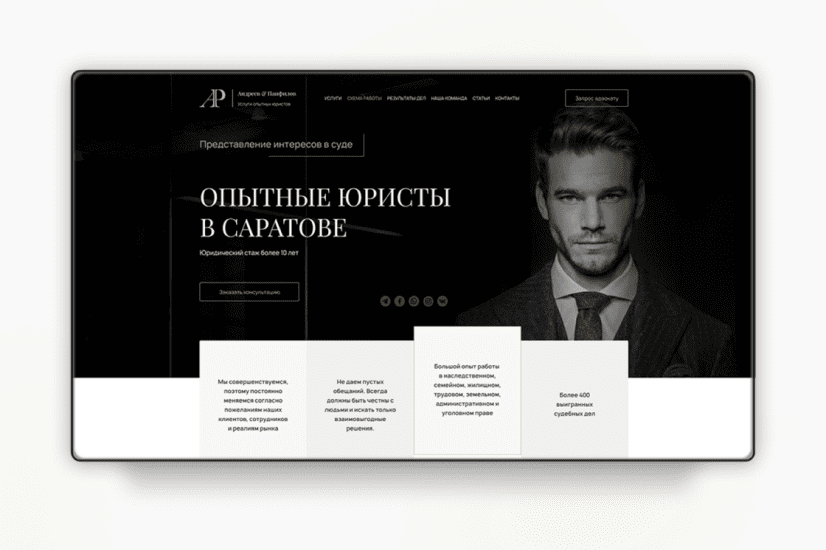 АР
Андреев & Панфилов
Услуги опытных юристов
УСЛУГИ СХЕМА РАБОТЫ РЕЗУЛЬТАТЫ ДЕЛ НАША КОМАНДА СТАТЬИ КОНТАКТЫ
Запрос адвокату
Представление интересов в суде
ОПЫТНЫЕ ЮРИСТЫ
В САРАТОВЕ
Юридический стаж более 10 лет
Заказать консультацию
Мы совершенствуемся,
поэтому постоянно
меняемся согласно
пожеланиям наших
клиентов, сотрудников
и реалиям рынка
Не даем пустых
обещаний. Всегда
должны быть честны с
людьми и искать только
взаимовыгодные
решения.
Большой опыт работы
в наследственном,
семейном, жилищном,
трудовом, земельном,
административном и
уголовном праве
Более 400
выигранных
судебных дел